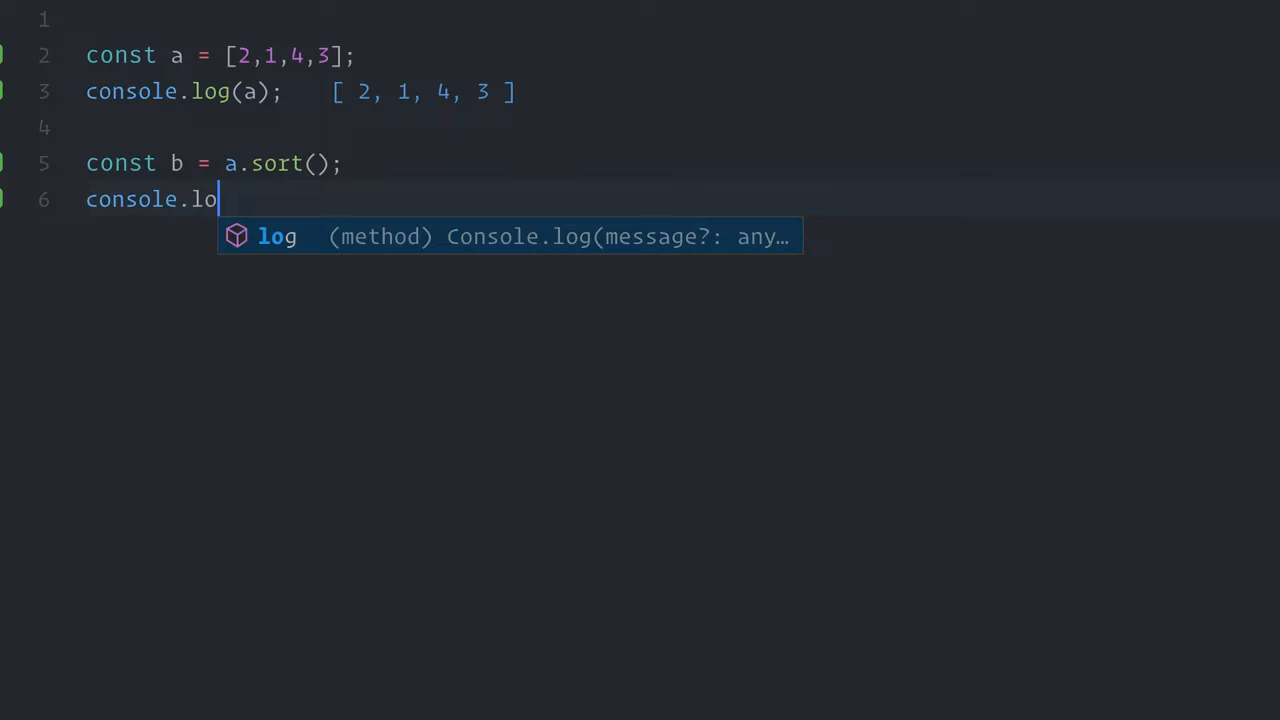 1
2 const a = [2,1,4,3];
3 console.log(a); [ 2, 1, 4, 3 ]
4
5 const b = a.sort();
6 console.lo
log (method) Console.log(message?: any…